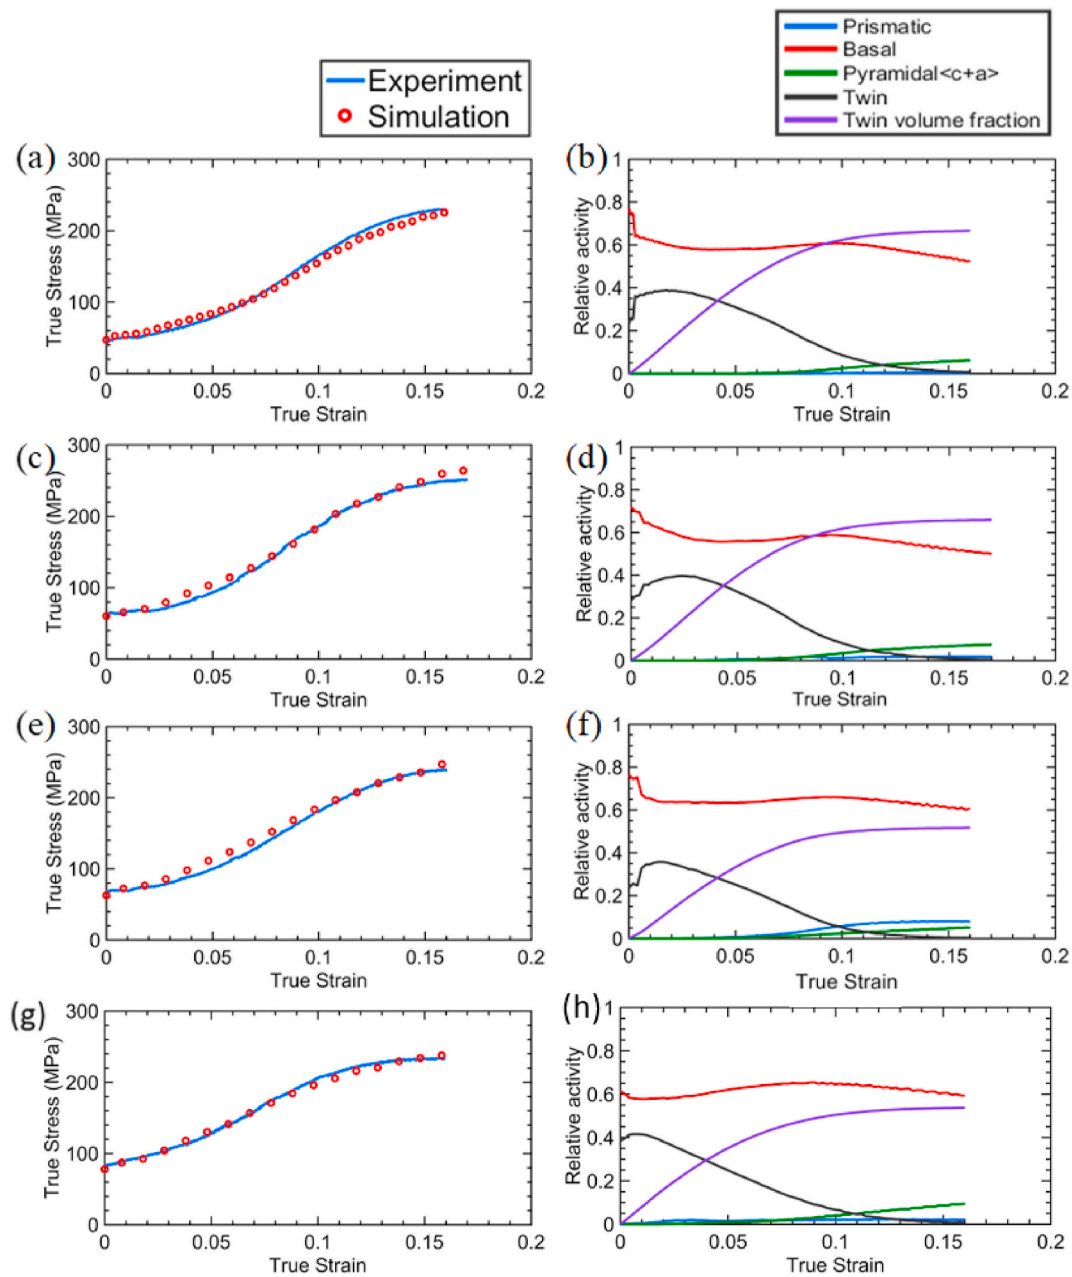 Prismatic
Basal
Pyramidal<c+a>
Twin
Twin volume fraction
Experiment
Simulation
(a)
300
200
100
0
True Stress (MPa)
0 0.05 0.1 0.15 0.2
True Strain
(b)
1
0.8
0.6
0.4
0.2
0
Relative activity
0 0.05 0.1 0.15 0.2
True Strain
(c)
300
200
100
0
True Stress (MPa)
0 0.05 0.1 0.15 0.2
True Strain
(d)
1
0.8
0.6
0.4
0.2
0
Relative activity
0 0.05 0.1 0.15 0.2
True Strain
(e)
300
200
100
0
True Stress (MPa)
0 0.05 0.1 0.15 0.2
True Strain
(f)
1
0.8
0.6
0.4
0.2
0
Relative activity
0 0.05 0.1 0.15 0.2
True Strain
(g)
300
200
100
0
True Stress (MPa)
0 0.05 0.1 0.15 0.2
True Strain
(h)
1
0.8
0.6
0.4
0.2
0
Relative activity
0 0.05 0.1 0.15 0.2
True Strain